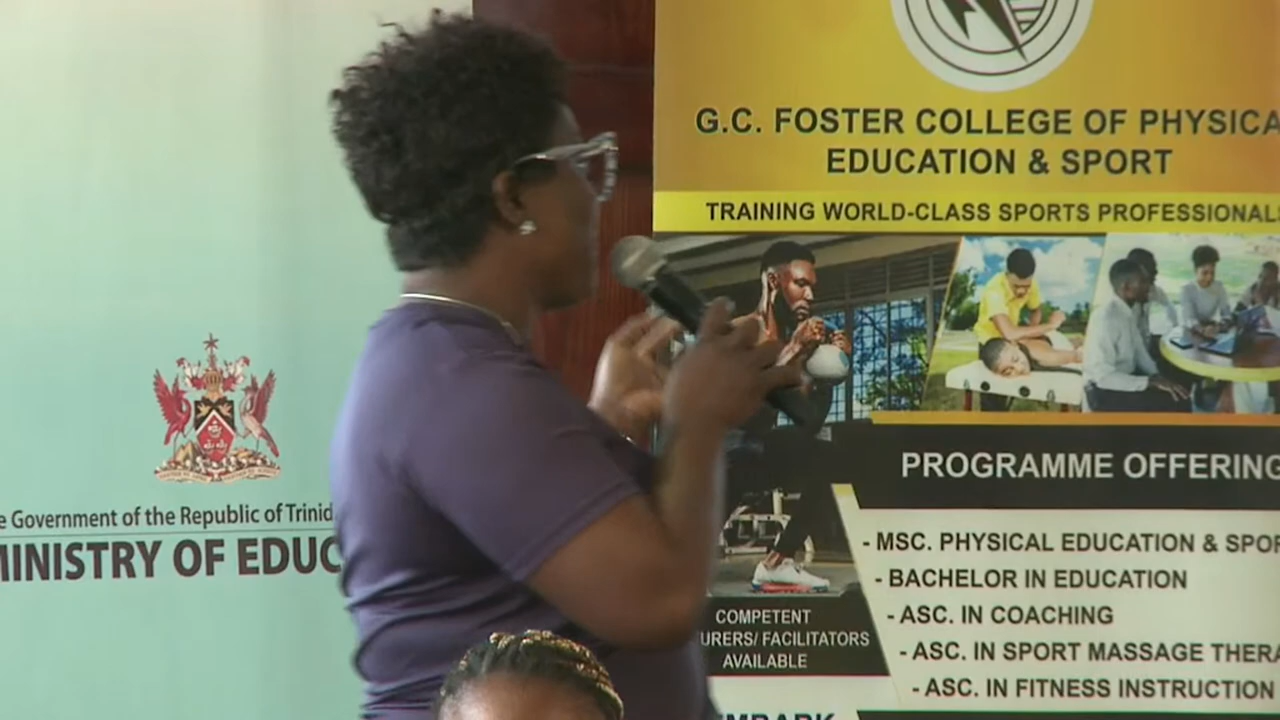 e Government of the Republic of Trinid
MINISTRY OF EDUC
G.C. FOSTER COLLEGE OF PHYSICA
EDUCATION & SPORT
TRAINING WORLD-CLASS SPORTS PROFESSIONAL
PROGRAMME OFFERING
- MSC. PHYSICAL EDUCATION & SPOR
- BACHELOR IN EDUCATION
- ASC. IN COACHING
- ASC. IN SPORT MASSAGE THERA
- ASC. IN FITNESS INSTRUCTION
COMPETENT
URERS/ FACILITATORS
AVAILABLE
EMBARK